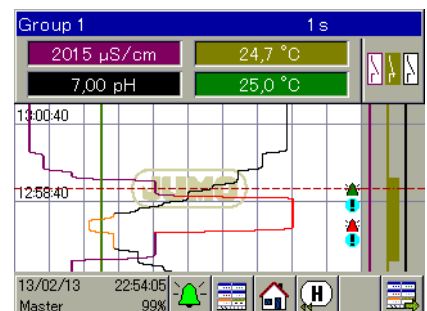 Group 1 1 s
2015 µS/cm 24,7 °C
7,00 pH 25,0 °C
13:00:40
JUMO
12:58:40
13/02/13 22:54:05
Master 99%
H